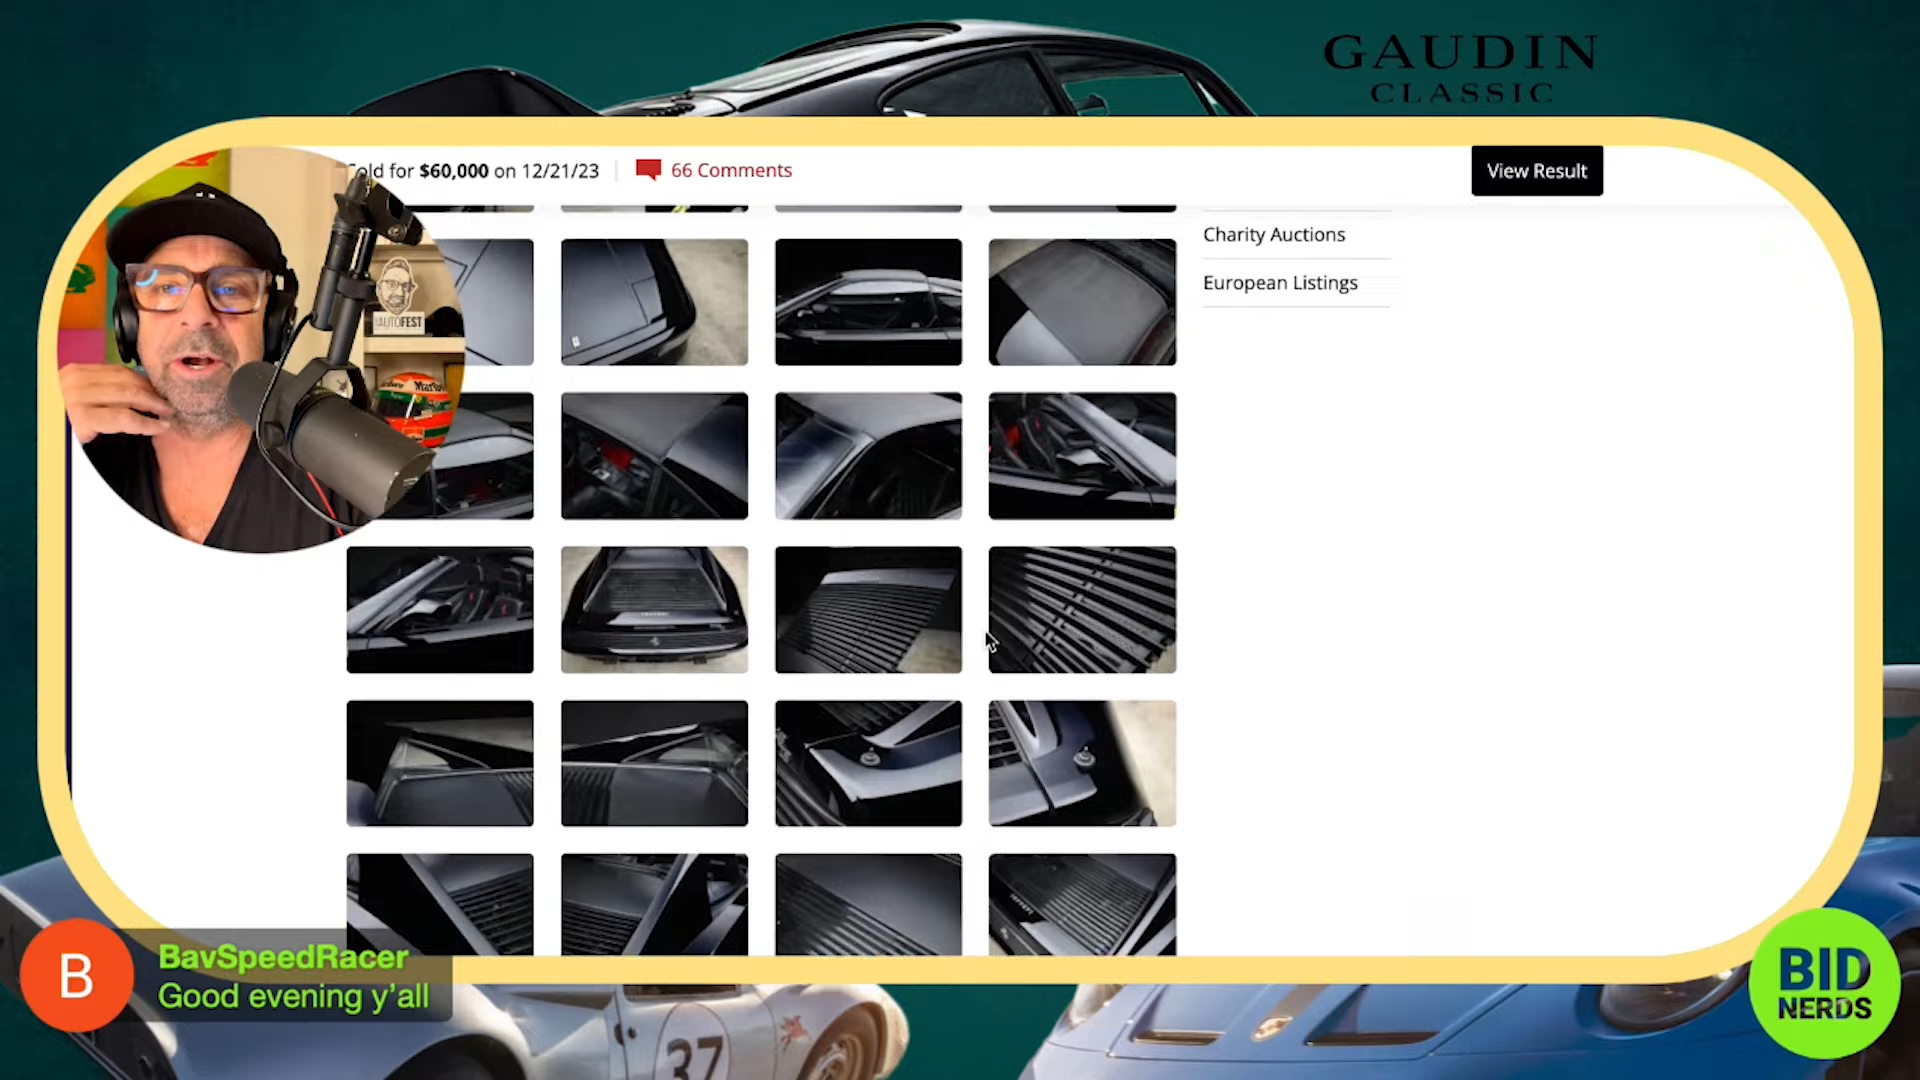 GAUDIN
CLASSIC
Sold for $60,000 on 12/21/23
66 Comments
View Result
Charity Auctions
European Listings
AUTOFEST
B
BavSpeedRacer
Good evening y'all
37
BID
NERDS